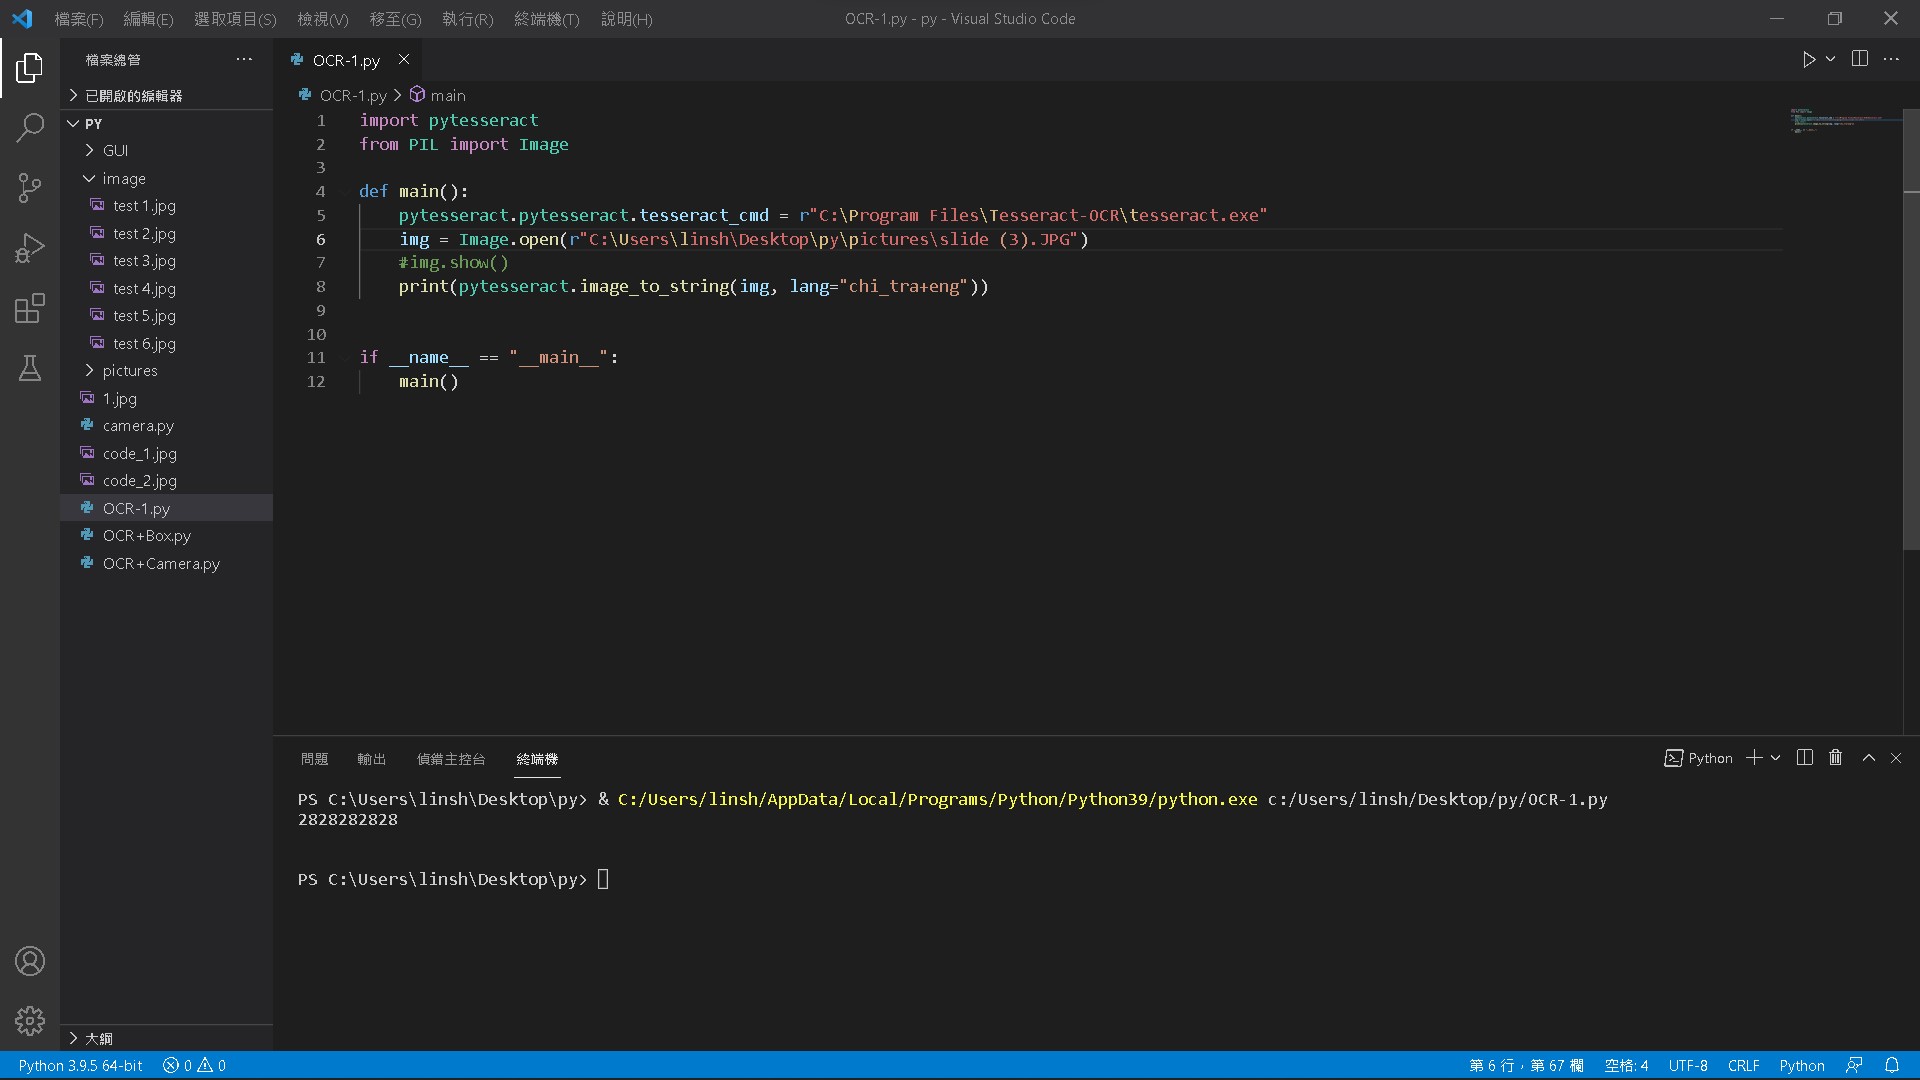 檔案(F) 編輯(E) 選取項目(S) 檢視(V) 移至(G) 執行(R) 終端機(T) 說明(H) OCR-1.py - py - Visual Studio Code
檔案總管
已開啟的編輯器
PY
GUI
image
test 1.jpg
test 2.jpg
test 3.jpg
test 4.jpg
test 5.jpg
test 6.jpg
pictures
1.jpg
camera.py
code_1.jpg
code_2.jpg
OCR-1.py
OCR+Box.py
OCR+Camera.py
大綱
OCR-1.py
OCR-1.py main
1 import pytesseract
2 from PIL import Image
3
4 def main():
5 pytesseract.pytesseract.tesseract_cmd = r"C:\Program Files\Tesseract-OCR\tesseract.exe"
6 img = Image.open(r"C:\Users\linsh\Desktop\py\pictures\slide (3).JPG")
7 #img.show()
8 print(pytesseract.image_to_string(img, lang="chi_tra+eng"))
9
10
11 if __name__ == "__main__":
12 main()
問題 輸出 偵錯主控台 終端機 Python
PS C:\Users\linsh\Desktop\py> & C:/Users/linsh/AppData/Local/Programs/Python/Python39/python.exe c:/Users/linsh/Desktop/py/OCR-1.py
2828282828
PS C:\Users\linsh\Desktop\py>
Python 3.9.5 64-bit 0 0 第 6 行，第 67 欄 空格: 4 UTF-8 CRLF Python